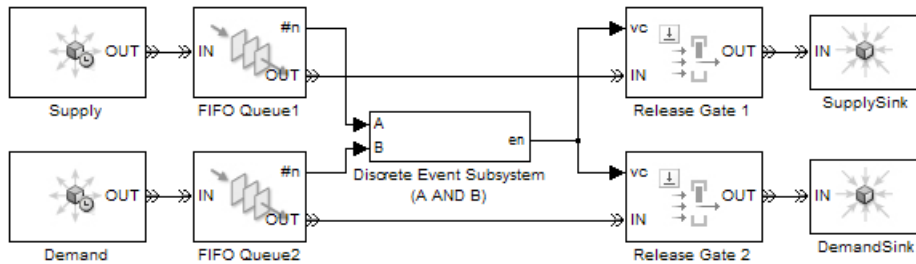 #n
vc
OUT
IN
OUT
IN
OUT
IN
Supply
FIFO Queue1
Release Gate 1
SupplySink
A
B
en
Discrete Event Subsystem
(A AND B)
#n
vc
OUT
IN
OUT
IN
OUT
IN
Demand
FIFO Queue2
Release Gate 2
DemandSink